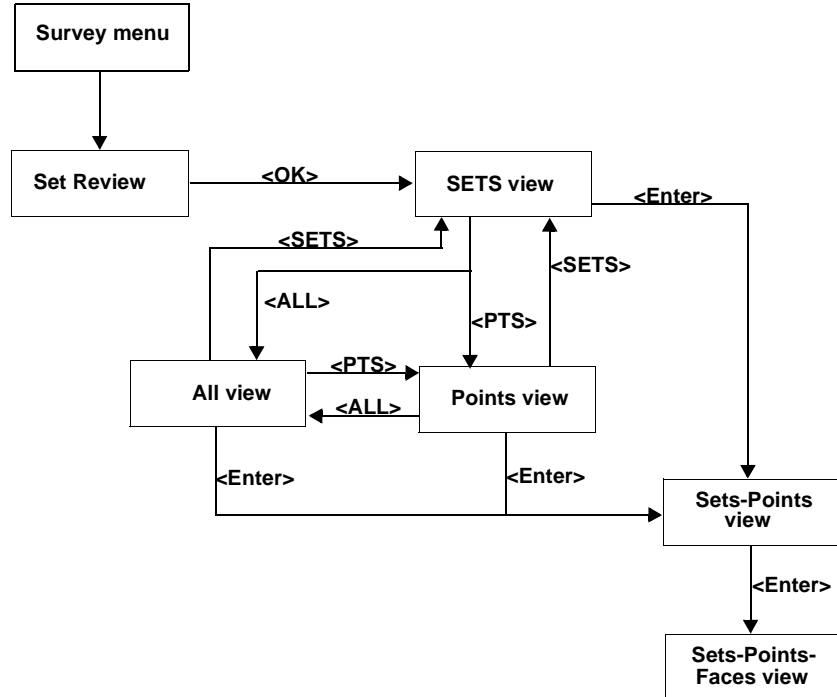 Survey menu
Set Review
<OK>
SETS view
<Enter>
<SETS>
<SETS>
<ALL>
<PTS>
All view
<PTS>
<ALL>
Points view
<Enter>
<Enter>
Sets-Points
view
<Enter>
Sets-Points-
Faces view